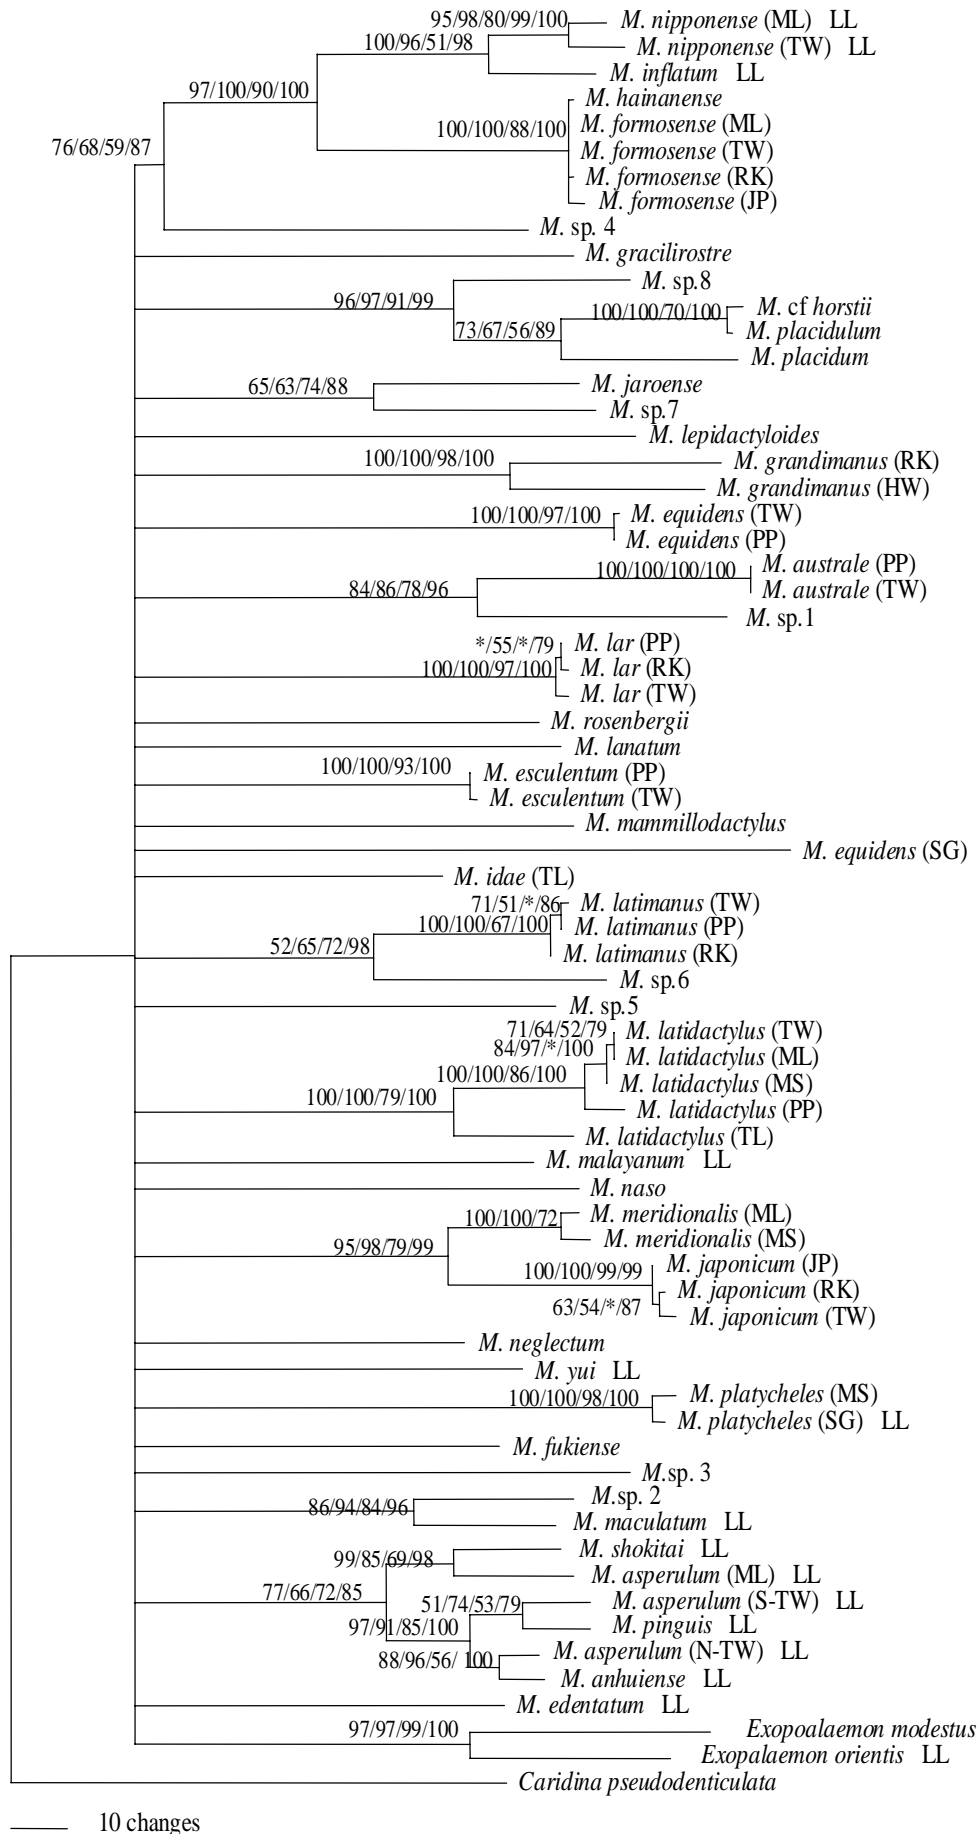 95/98/80/99/100
M. nipponense (ML) LL
M. nipponense (TW) LL
100/96/51/98
M. inflatum LL
97/100/90/100
M. hainanense
100/100/88/100
M. formosense (ML)
M. formosense (TW)
76/68/59/87
M. formosense (RK)
M. formosense (JP)
M. sp. 4
M. gracilirostre
M. sp.8
96/97/91/99
M. cf horstii
100/100/70/100
M. placidulum
73/67/56/89
M. placidum
65/63/74/88
M. jaroense
M. sp.7
M. lepidactyloides
100/100/98/100
M. grandimanus (RK)
M. grandimanus (HW)
100/100/97/100
M. equidens (TW)
M. equidens (PP)
M. australe (PP)
100/100/100/100
M. australe (TW)
84/86/78/96
M. sp.1
*/55/*/79
M. lar (PP)
100/100/97/100
M. lar (RK)
M. lar (TW)
M. rosenbergii
M. lanatum
100/100/93/100
M. esculentum (PP)
M. esculentum (TW)
M. mammillodactylus
M. equidens (SG)
M. idae (TL)
71/51/*/86
M. latimanus (TW)
100/100/67/100
M. latimanus (PP)
52/65/72/98
M. latimanus (RK)
M. sp.6
M. sp.5
71/64/52/79
M. latidactylus (TW)
84/97/*/100
M. latidactylus (ML)
100/100/86/100
M. latidactylus (MS)
100/100/79/100
M. latidactylus (PP)
M. latidactylus (TL)
M. malayanum LL
M. naso
100/100/72
M. meridionalis (ML)
95/98/79/99
M. meridionalis (MS)
100/100/99/99
M. japonicum (JP)
M. japonicum (RK)
63/54/*/87
M. japonicum (TW)
M. neglectum
M. yui LL
100/100/98/100
M. platycheles (MS)
M. platycheles (SG) LL
M. fukiense
M.sp. 3
86/94/84/96
M.sp. 2
M. maculatum LL
99/85/69/98
M. shokitai LL
M. asperulum (ML) LL
77/66/72/85
51/74/53/79
M. asperulum (S-TW) LL
97/91/85/100
M. pinguis LL
88/96/56/ 100
M. asperulum (N-TW) LL
M. anhuiense LL
M. edentatum LL
97/97/99/100
Exopoalaemon modestus
Exopalaemon orientis LL
Caridina pseudodenticulata
10 changes